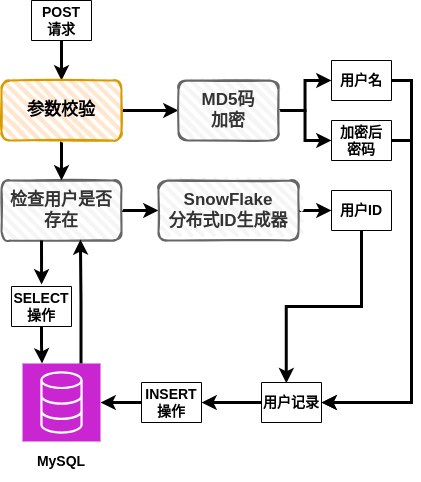 POST
请求
参数校验
MD5码
加密
用户名
加密后
密码
检查用户是否
存在
SnowFlake
分布式ID生成器
用户ID
SELECT
操作
INSERT
操作
用户记录
MySQL